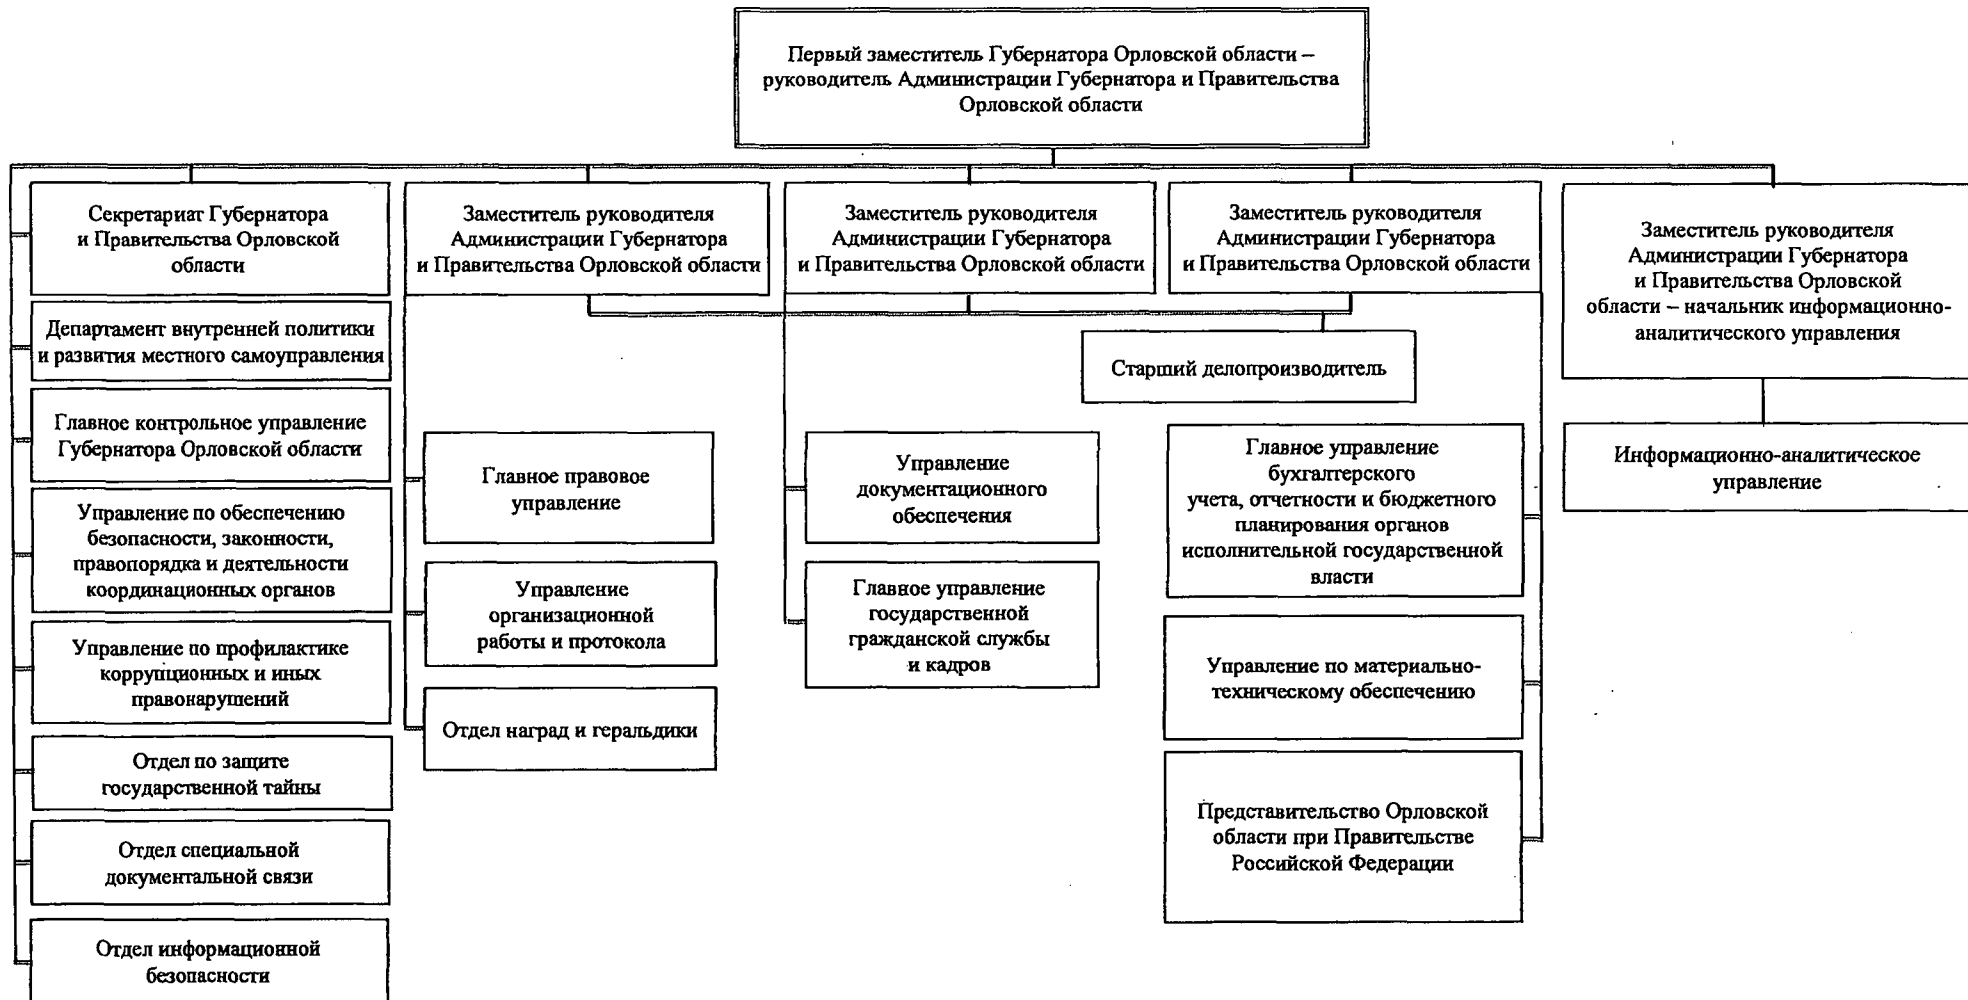 Первый заместитель Губернатора Орловской области –
руководитель Администрации Губернатора и Правительства
Орловской области
Секретариат Губернатора
и Правительства Орловской
области
Департамент внутренней политики
и развития местного самоуправления
Главное контрольное управление
Губернатора Орловской области
Управление по обеспечению
безопасности, законности,
правопорядка и деятельности
координационных органов
Управление по профилактике
коррупционных и иных
правонарушений
Отдел по защите
государственной тайны
Отдел специальной
документальной связи
Отдел информационной
безопасности
Заместитель руководителя
Администрации Губернатора
и Правительства Орловской области
Главное правовое
управление
Управление
организационной
работы и протокола
Отдел наград и геральдики
Заместитель руководителя
Администрации Губернатора
и Правительства Орловской области
Управление
документационного
обеспечения
Главное управление
государственной
гражданской службы
и кадров
Заместитель руководителя
Администрации Губернатора
и Правительства Орловской области
Старший делопроизводитель
Главное управление
бухгалтерского
учета, отчетности и бюджетного
планирования органов
исполнительной государственной
власти
Управление по материально-
техническому обеспечению
Представительство Орловской
области при Правительстве
Российской Федерации
Заместитель руководителя
Администрации Губернатора
и Правительства Орловской
области – начальник информационно-
аналитического управления
Информационно-аналитическое
управление